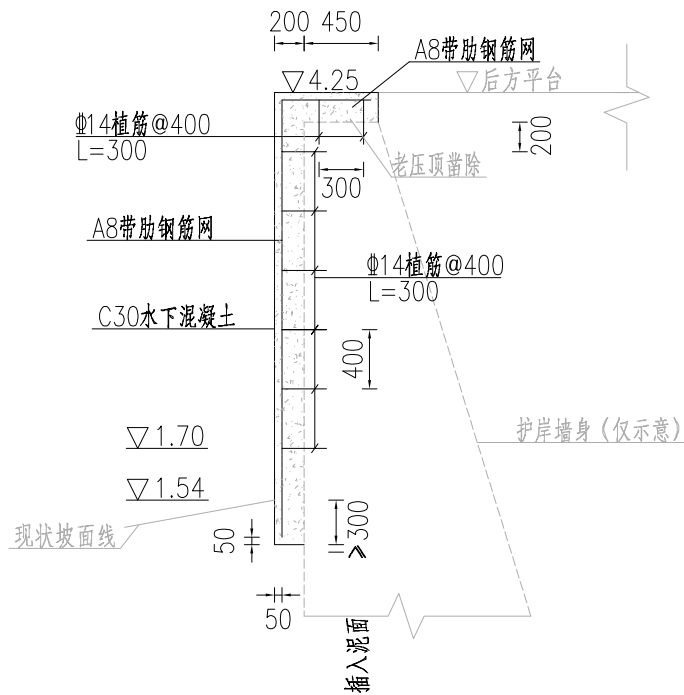 200 450
A8带肋钢筋网
4.25
后方平台
Φ14植筋@400
L=300
200
老压顶凿除
300
A8带肋钢筋网
Φ14植筋@400
L=300
C30水下混凝土
400
1.70
护岸墙身（仅示意）
1.54
现状坡面线
50
插入泥面≥300
50